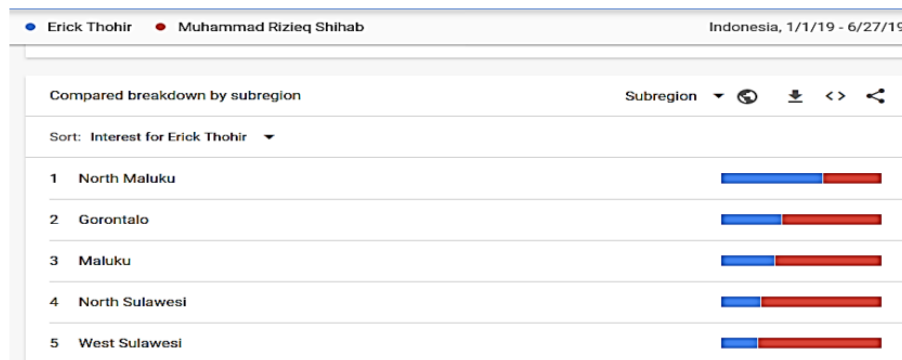 Erick Thohir Muhammad Rizieq Shihab Indonesia, 1/1/19 - 6/27/19
Compared breakdown by subregion Subregion
Sort: Interest for Erick Thohir
1 North Maluku
2 Gorontalo
3 Maluku
4 North Sulawesi
5 West Sulawesi